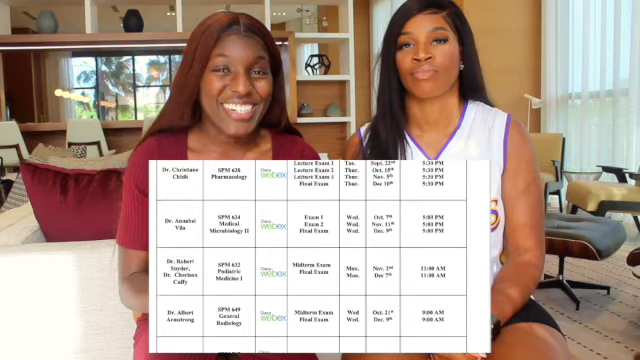 Dr. Christane Childs SPM 620 Pharmacology Cisco webex Lecture Exam 1 Tue. Sept. 22nd 5:30 PM
Lecture Exam 2 Thur. Oct. 15th 5:30 PM
Lecture Exam 3 Thur. Nov. 5th 5:30 PM
Final Exam Thur. Dec 10th 5:30 PM
Dr. Annabel Vila SPM 624 Medical Microbiology II Cisco webex Exam 1 Wed. Oct. 7th 5:00 PM
Exam 2 Wed. Nov. 11th 5:00 PM
Final Exam Wed. Dec. 9th 5:00 PM
Dr. Robert Snyder, Dr. Cherison Cuffy SPM 632 Podiatric Medicine I Cisco webex Midterm Exam Mon. Nov. 2nd 11:00 AM
Final Exam Mon. Dec 7th 11:00 AM
Dr. Albert Armstrong SPM 649 General Radiology Cisco webex Midterm Exam Wed Oct. 21st 9:00 AM
Final Exam Wed. Dec. 9th 9:00 AM